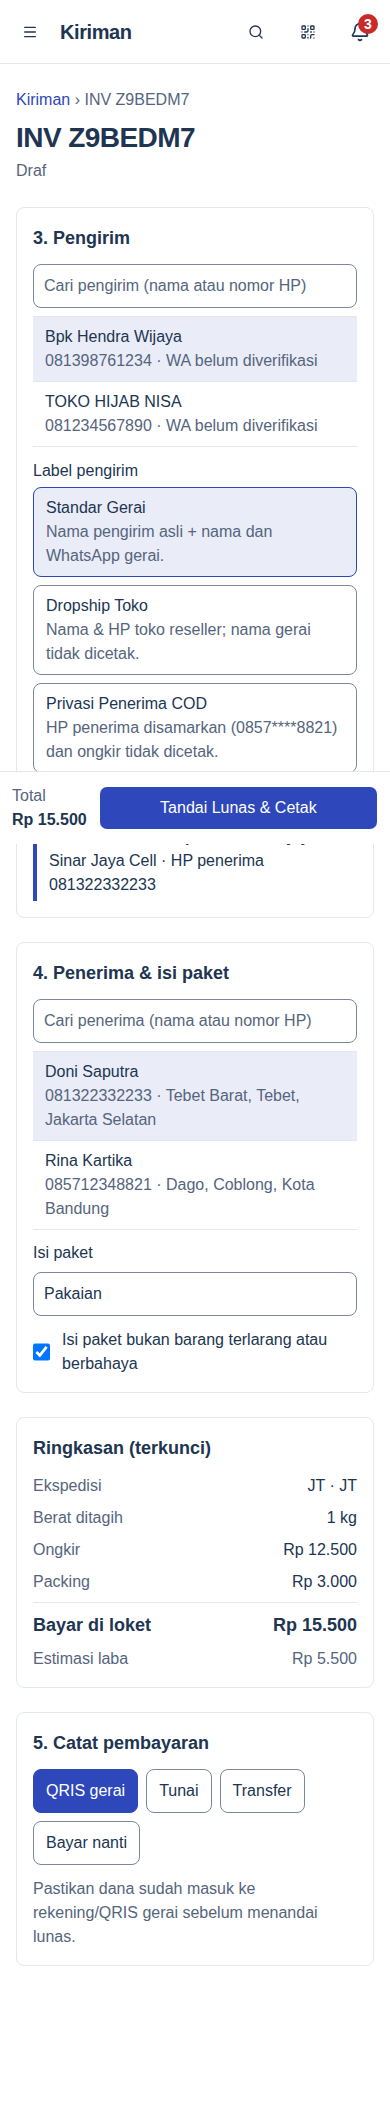 Kiriman
3
Kiriman › INV Z9BEDM7
INV Z9BEDM7
Draf
3. Pengirim
Cari pengirim (nama atau nomor HP)
Bpk Hendra Wijaya
081398761234 · WA belum diverifikasi
TOKO HIJAB NISA
081234567890 · WA belum diverifikasi
Label pengirim
Standar Gerai
Nama pengirim asli + nama dan
WhatsApp gerai.
Dropship Toko
Nama & HP toko reseller; nama gerai
tidak dicetak.
Privasi Penerima COD
HP penerima disamarkan (0857****8821)
dan ongkir tidak dicetak.
Total
Rp 15.500
Tandai Lunas & Cetak
Sinar Jaya Cell · HP penerima
081322332233
4. Penerima & isi paket
Cari penerima (nama atau nomor HP)
Doni Saputra
081322332233 · Tebet Barat, Tebet,
Jakarta Selatan
Rina Kartika
085712348821 · Dago, Coblong, Kota
Bandung
Isi paket
Pakaian
Isi paket bukan barang terlarang atau
berbahaya
Ringkasan (terkunci)
Ekspedisi JT · JT
Berat ditagih 1 kg
Ongkir Rp 12.500
Packing Rp 3.000
Bayar di loket Rp 15.500
Estimasi laba Rp 5.500
5. Catat pembayaran
QRIS gerai Tunai Transfer
Bayar nanti
Pastikan dana sudah masuk ke
rekening/QRIS gerai sebelum menandai
lunas.